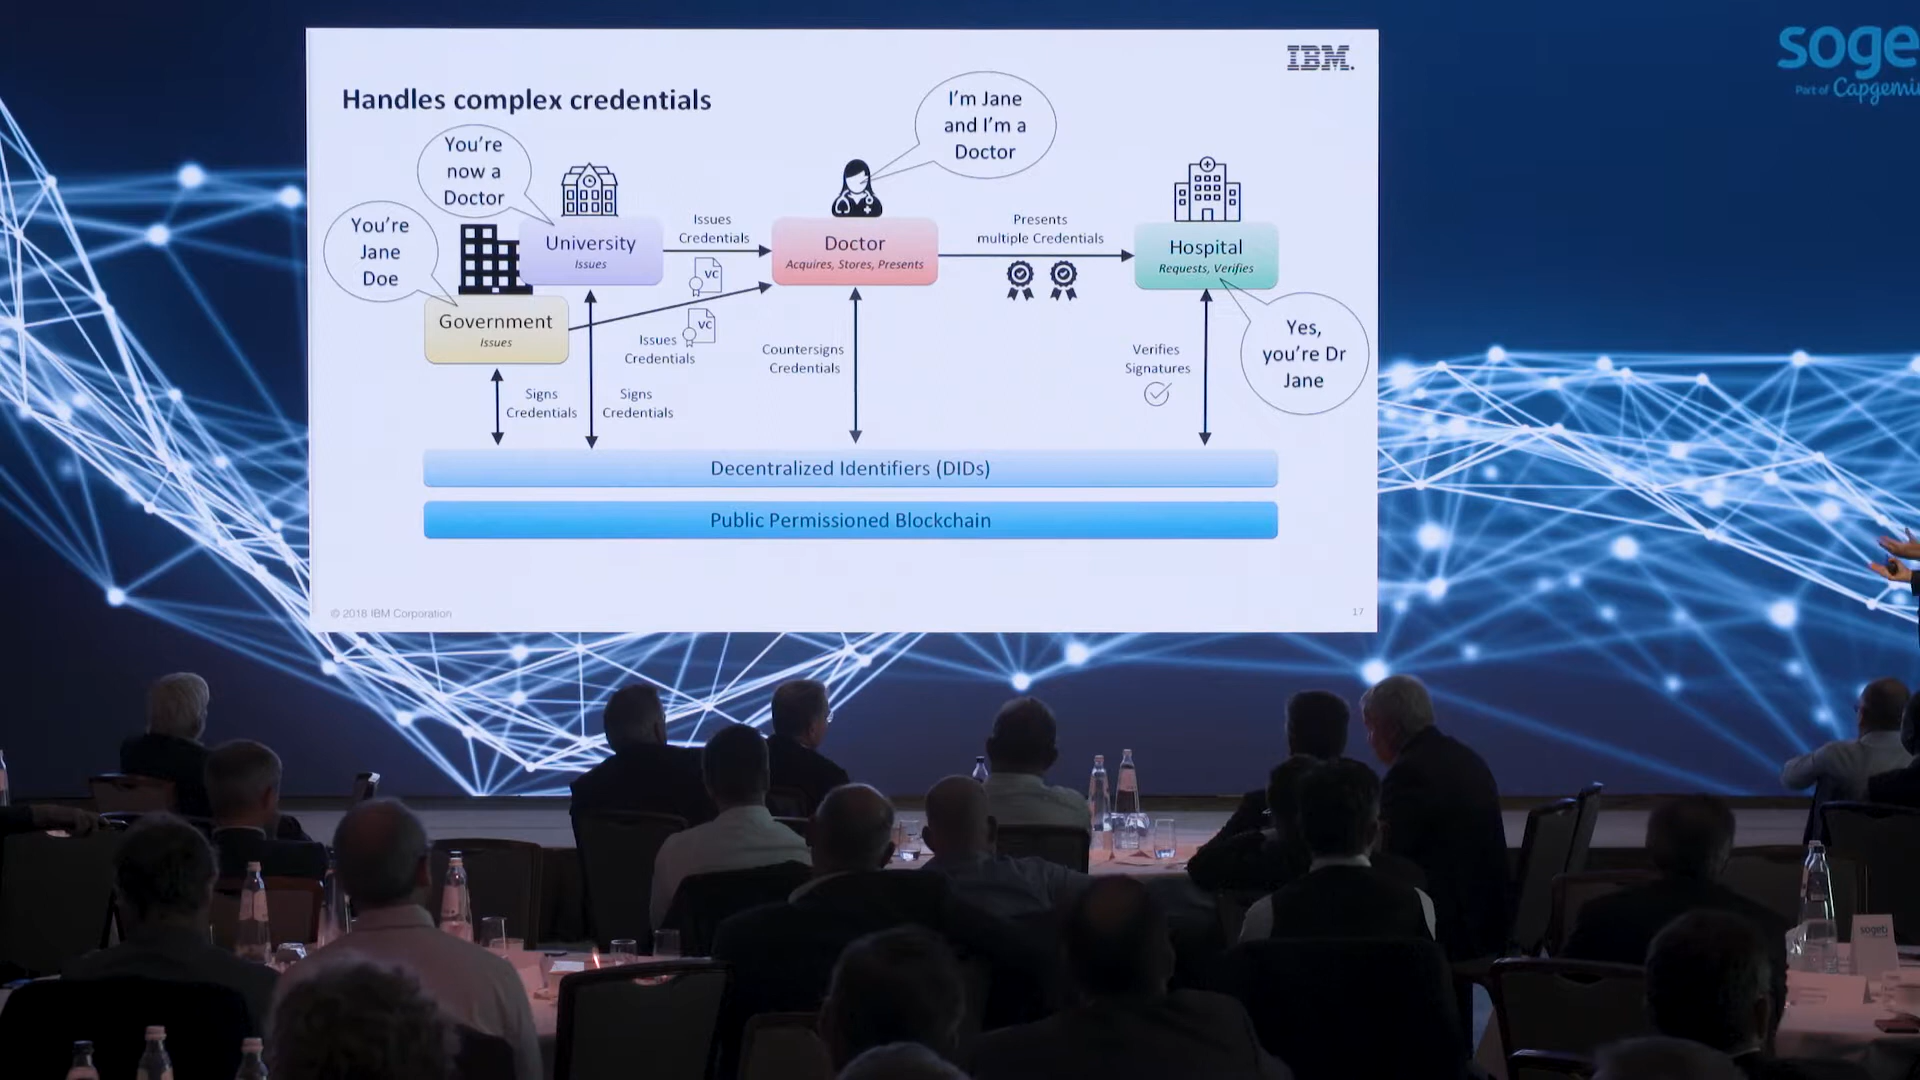 IBM.
soge
Part of Capgemini
Handles complex credentials
I'm Jane
and I'm a
Doctor
You're
now a
Doctor
You're
Jane
Doe
University
Issues
Issues
Credentials
VC
Doctor
Acquires, Stores, Presents
Presents
multiple Credentials
Hospital
Requests, Verifies
Government
Issues
Issues
Credentials
VC
Countersigns
Credentials
Verifies
Signatures
Yes,
you're Dr
Jane
Signs
Credentials
Signs
Credentials
Decentralized Identifiers (DIDs)
Public Permissioned Blockchain
© 2018 IBM Corporation
17
sogeti